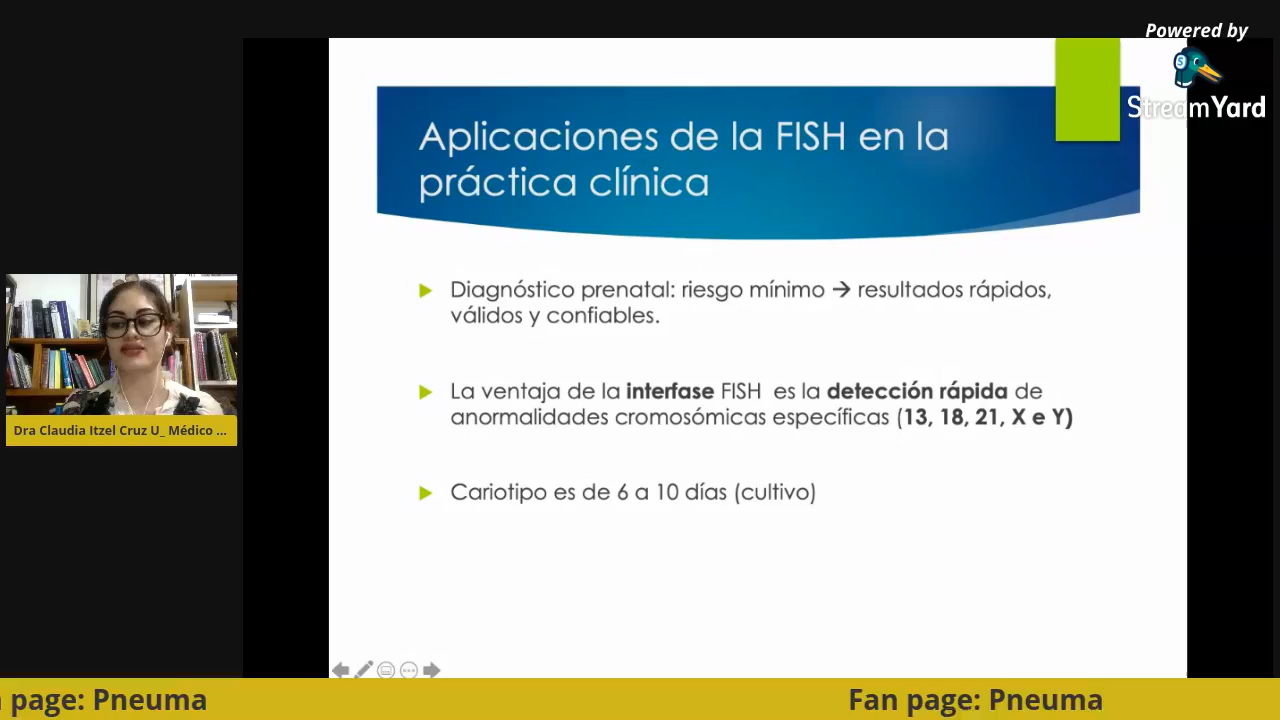 Powered by
StreamYard
Aplicaciones de la FISH en la
práctica clínica
Diagnóstico prenatal: riesgo mínimo → resultados rápidos,
válidos y confiables.
La ventaja de la interfase FISH es la detección rápida de
anormalidades cromosómicas específicas (13, 18, 21, X e Y)
Cariotipo es de 6 a 10 días (cultivo)
Dra Claudia Itzel Cruz U_ Médico ...
page: Pneuma
Fan page: Pneuma